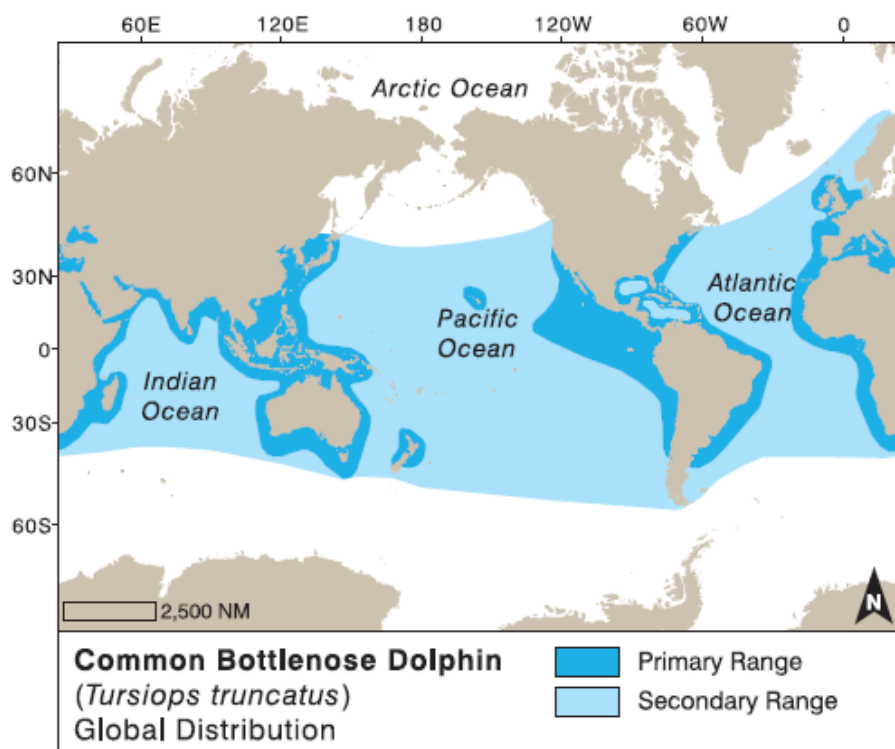 60E 120E 180 120W 60W 0
Arctic Ocean
60N
30N
Atlantic
Ocean
Pacific
Ocean
0
Indian
Ocean
30S
60S
2,500 NM
N
Common Bottlenose Dolphin
(Tursiops truncatus)
Global Distribution
Primary Range
Secondary Range